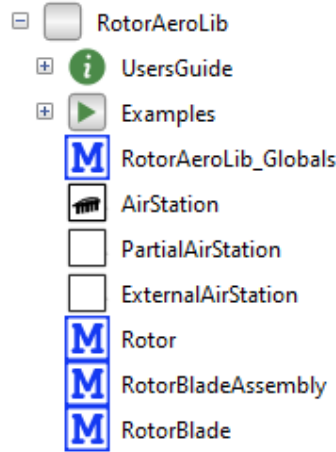 RotorAeroLib
i UsersGuide
Examples
M RotorAeroLib_Globals
AirStation
PartialAirStation
ExternalAirStation
M Rotor
M RotorBladeAssembly
M RotorBlade